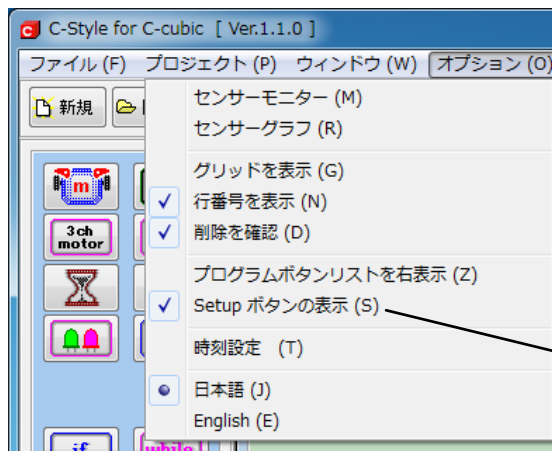 C-Style for C-cubic [ Ver.1.1.0 ]
ファイル (F) プロジェクト (P) ウィンドウ (W) オプション (O)
新規
センサーモニター (M)
センサーグラフ (R)
グリッドを表示 (G)
m
行番号を表示 (N)
3ch
motor
削除を確認 (D)
プログラムボタンリストを右表示 (Z)
Setup ボタンの表示 (S)
時刻設定 (T)
日本語 (J)
English (E)
if while